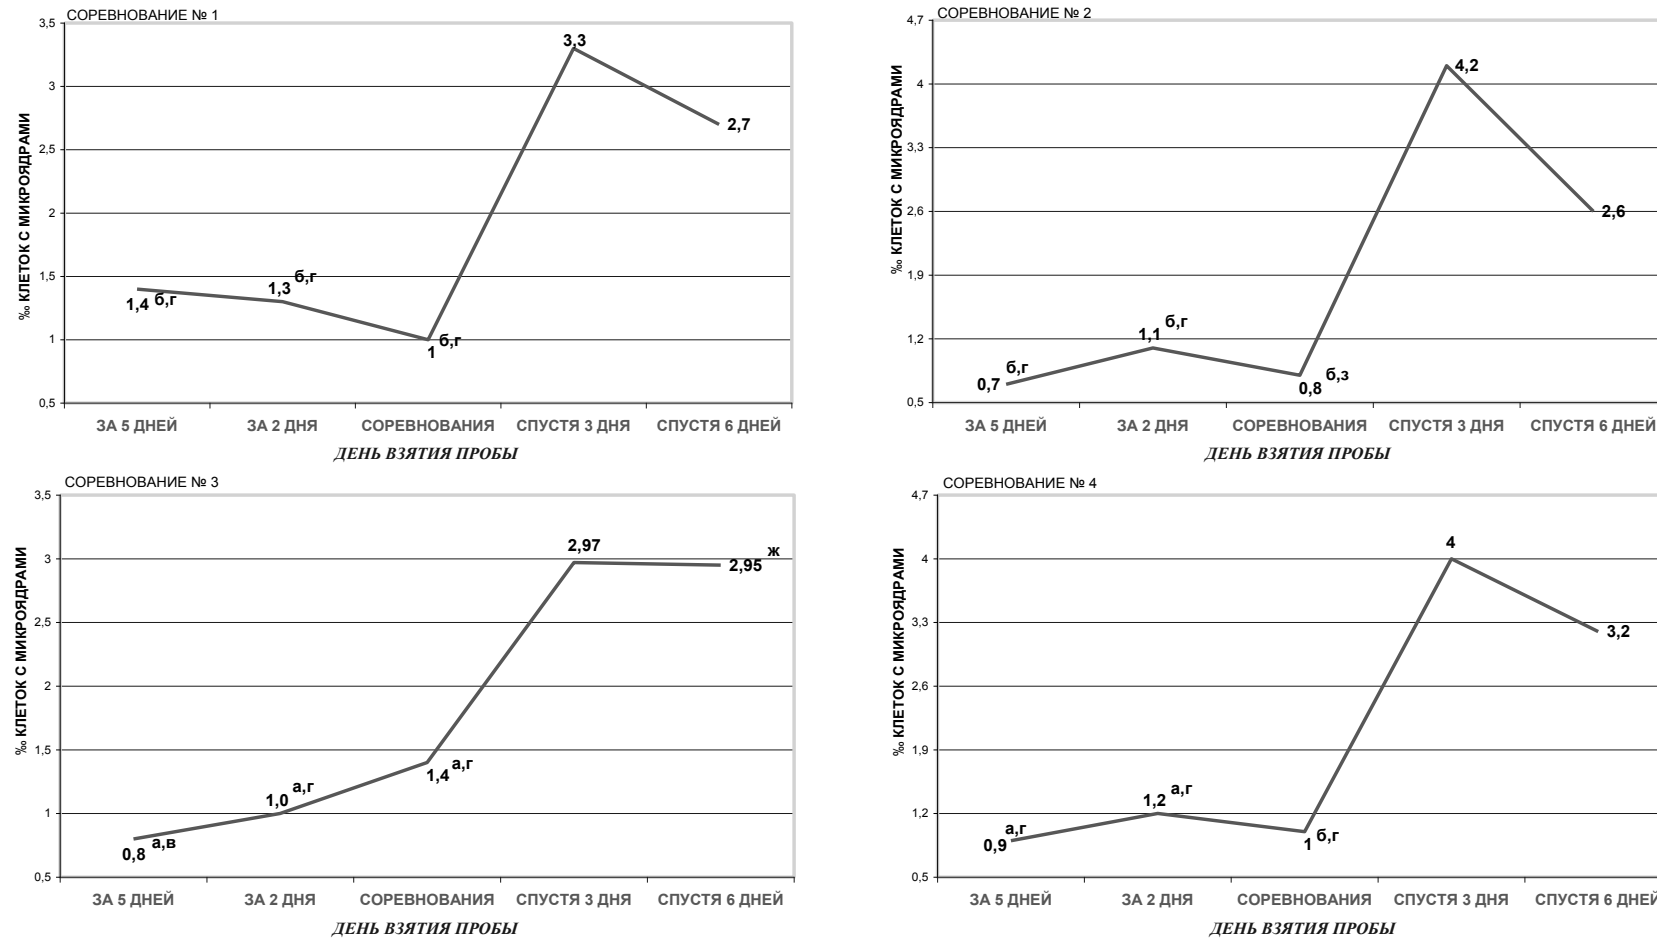 СОРЕВНОВАНИЕ № 1
‰ КЛЕТОК С МИКРОЯДРАМИ
3,5
3
2,5
2
1,5
1
0,5
1,4 б,г
1,3 б,г
1 б,г
3,3
2,7
ЗА 5 ДНЕЙ ЗА 2 ДНЯ СОРЕВНОВАНИЯ СПУСТЯ 3 ДНЯ СПУСТЯ 6 ДНЕЙ
ДЕНЬ ВЗЯТИЯ ПРОБЫ
СОРЕВНОВАНИЕ № 2
‰ КЛЕТОК С МИКРОЯДРАМИ
4,7
4
3,3
2,6
1,9
1,2
0,5
0,7 б,г
1,1 б,г
0,8 б,з
4,2
2,6
ЗА 5 ДНЕЙ ЗА 2 ДНЯ СОРЕВНОВАНИЯ СПУСТЯ 3 ДНЯ СПУСТЯ 6 ДНЕЙ
ДЕНЬ ВЗЯТИЯ ПРОБЫ
СОРЕВНОВАНИЕ № 3
‰ КЛЕТОК С МИКРОЯДРАМИ
3,5
3
2,5
2
1,5
1
0,5
0,8 а,в
1,0 а,г
1,4 а,г
2,97
2,95 ж
ЗА 5 ДНЕЙ ЗА 2 ДНЯ СОРЕВНОВАНИЯ СПУСТЯ 3 ДНЯ СПУСТЯ 6 ДНЕЙ
ДЕНЬ ВЗЯТИЯ ПРОБЫ
СОРЕВНОВАНИЕ № 4
‰ КЛЕТОК С МИКРОЯДРАМИ
4,7
4
3,3
2,6
1,9
1,2
0,5
0,9 а,г
1,2 а,г
1 б,г
4
3,2
ЗА 5 ДНЕЙ ЗА 2 ДНЯ СОРЕВНОВАНИЯ СПУСТЯ 3 ДНЯ СПУСТЯ 6 ДНЕЙ
ДЕНЬ ВЗЯТИЯ ПРОБЫ